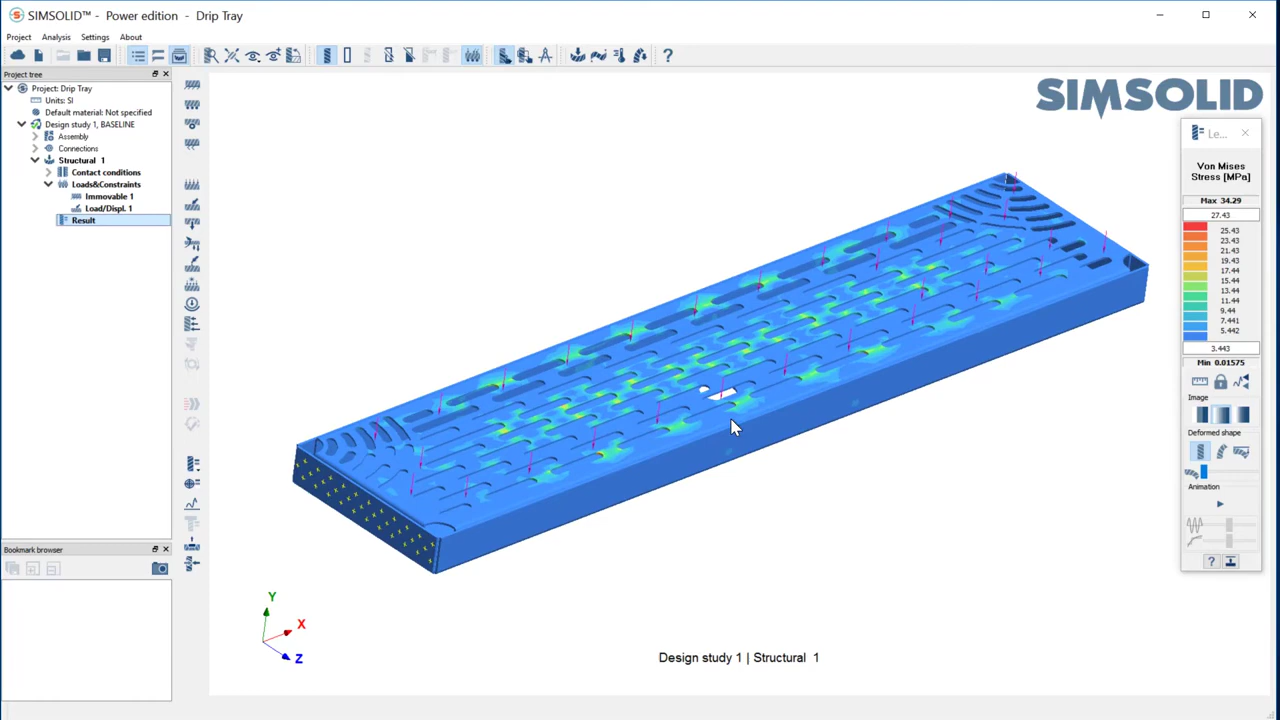 SIMSOLID™ - Power edition - Drip Tray
Project Analysis Settings About
Project tree
Project: Drip Tray
Units: SI
Default material: Not specified
Design study 1, BASELINE
Assembly
Connections
Structural 1
Contact conditions
Loads&Constraints
Immovable 1
Load/Displ. 1
Result
Bookmark browser
SIMSOLID
Le...
Von Mises
Stress [MPa]
Max 34.29
27.43
25.43
23.43
21.43
19.43
17.44
15.44
13.44
11.44
9.44
7.441
5.442
3.443
Min 0.01575
Image
Deformed shape
Animation
?
Y
X
Z
Design study 1 | Structural 1